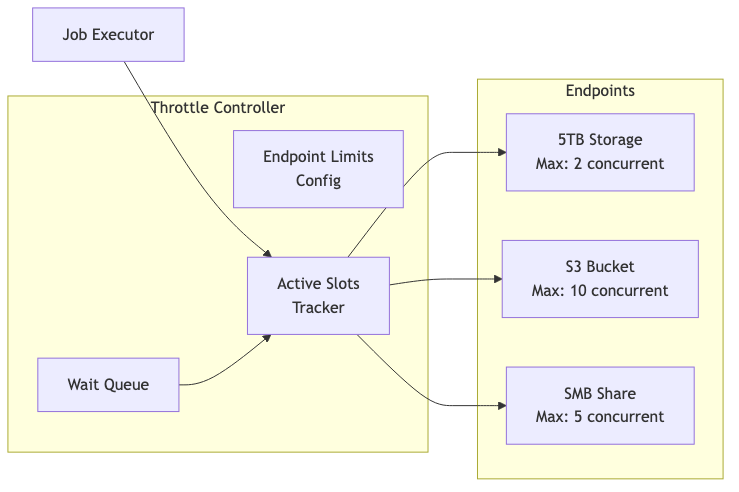 Job Executor
Throttle Controller
Endpoint Limits
Config
Active Slots
Tracker
Wait Queue
Endpoints
5TB Storage
Max: 2 concurrent
S3 Bucket
Max: 10 concurrent
SMB Share
Max: 5 concurrent